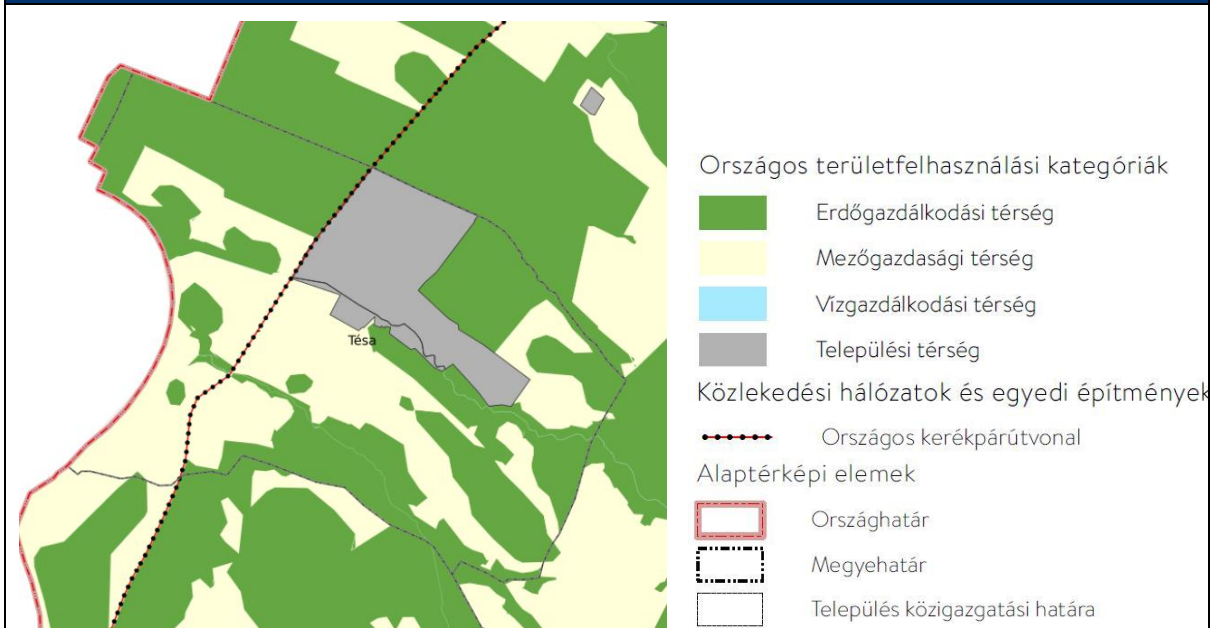 Tésa
Országos területfelhasználási kategóriák
Erdőgazdálkodási térség
Mezőgazdasági térség
Vízgazdálkodási térség
Települési térség
Közlekedési hálózatok és egyedi építmények
Országos kerékpárútvonal
Alaptérképi elemek
Országhatár
Megyehatár
Település közigazgatási határa